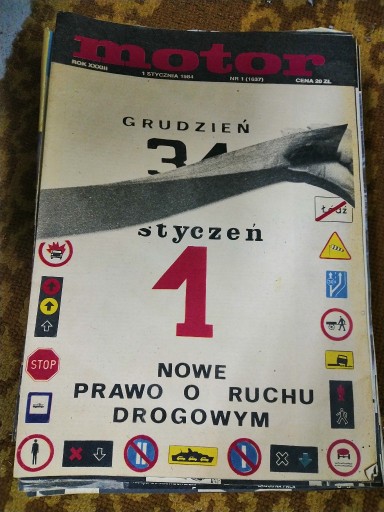 motor
ROK XXXIII 1 STYCZNIA 1984 NR 1 (1637) CENA 20 ZŁ
GRUDZIEŃ
31
styczeń
1
ŁÓDŹ
STOP
NOWE
PRAWO O RUCHU
DROGOWYM